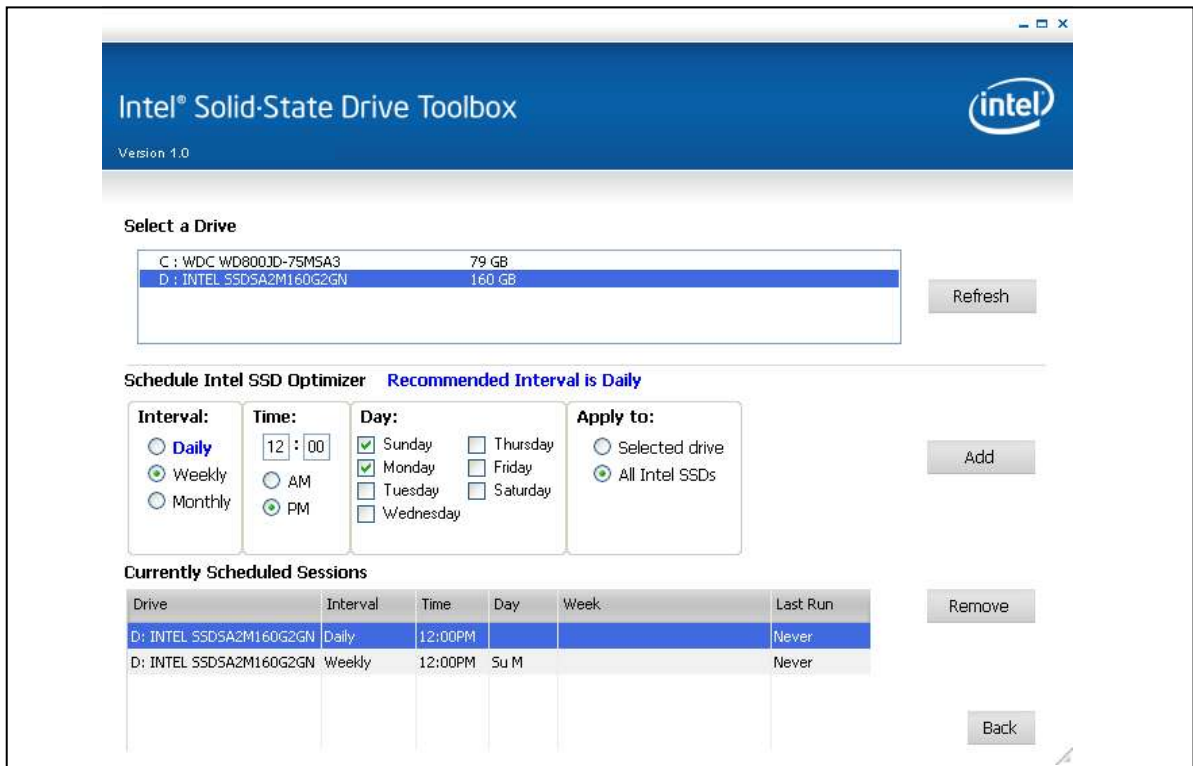 Intel® Solid-State Drive Toolbox
intel
Version 1.0
Select a Drive
C : WDC WD800JD-75MSA3 79 GB
D : INTEL SSDSA2M160G2GN 160 GB
Refresh
Schedule Intel SSD Optimizer Recommended Interval is Daily
Interval:
Daily
Weekly
Monthly
Time:
12 : 00
AM
PM
Day:
Sunday
Monday
Tuesday
Wednesday
Thursday
Friday
Saturday
Apply to:
Selected drive
All Intel SSDs
Add
Currently Scheduled Sessions
Drive Interval Time Day Week Last Run
D: INTEL SSDSA2M160G2GN Daily 12:00PM Never
D: INTEL SSDSA2M160G2GN Weekly 12:00PM Su M Never
Remove
Back